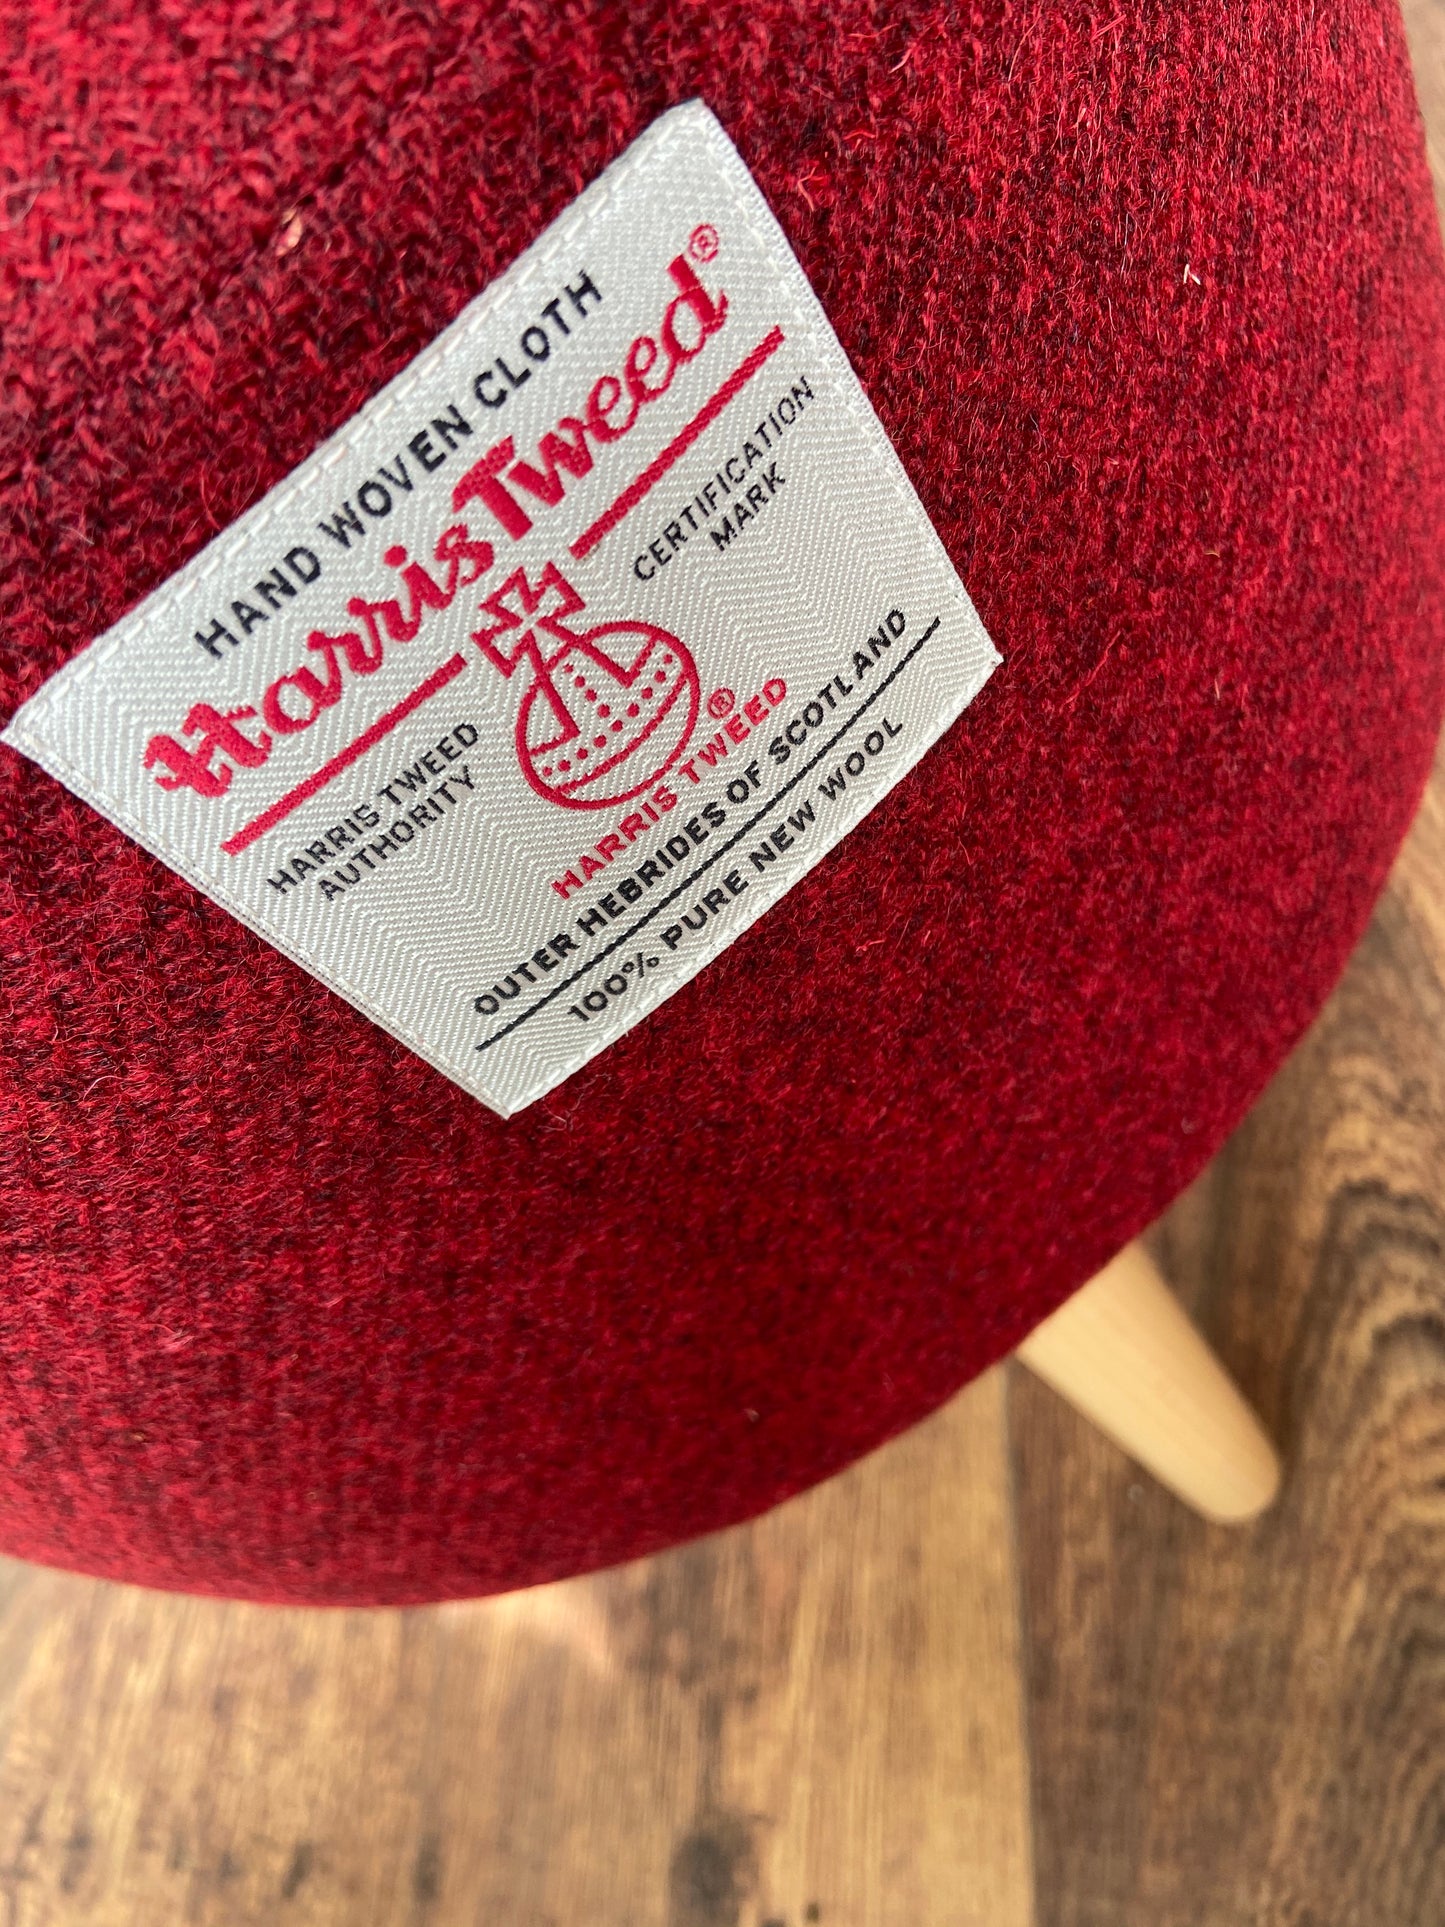 HAND WOVEN CLOTH
Harris Tweed®
HARRIS TWEED
AUTHORITY
CERTIFICATION
MARK
®
HARRIS TWEED
OUTER HEBRIDES OF SCOTLAND
100% PURE NEW WOOL